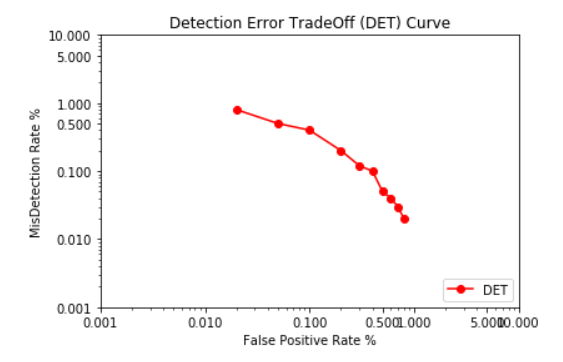 Detection Error TradeOff (DET) Curve
10.000
5.000
1.000
0.500
0.100
0.010
0.001
MisDetection Rate %
DET
0.001 0.010 0.100 0.500 1.000 5.000 10.000
False Positive Rate %